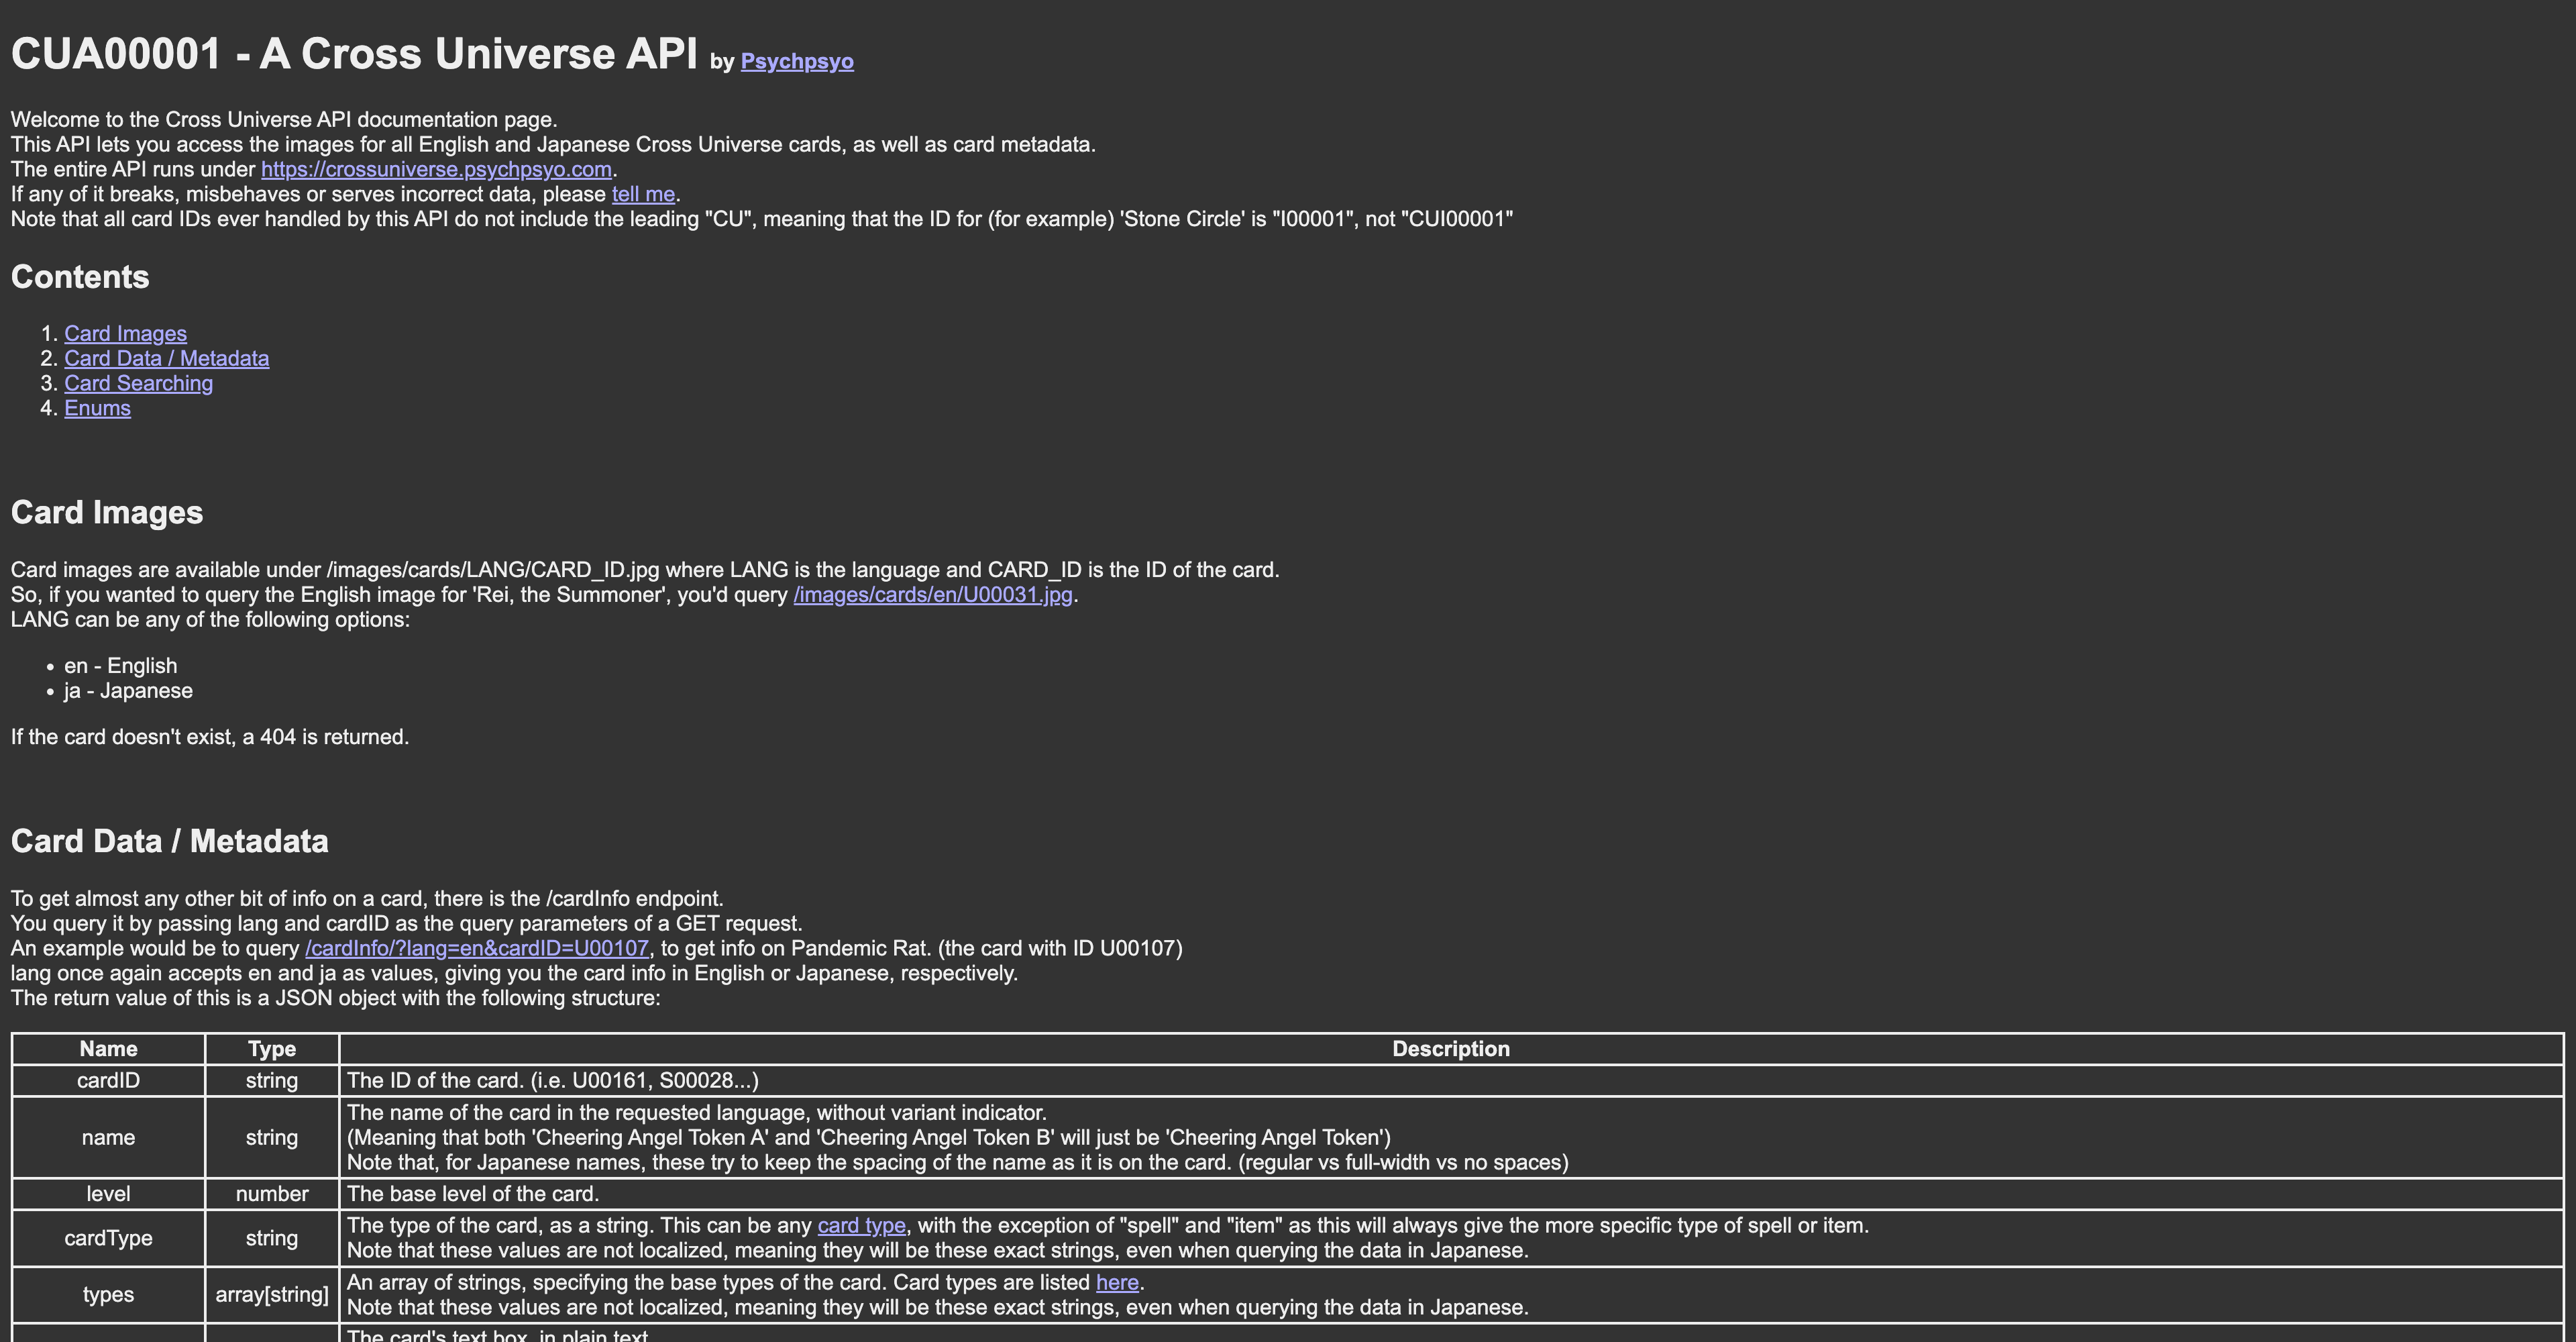 CUA00001 - A Cross Universe API by Psychpsyo
Welcome to the Cross Universe API documentation page.
This API lets you access the images for all English and Japanese Cross Universe cards, as well as card metadata.
The entire API runs under https://crossuniverse.psychpsyo.com.
If any of it breaks, misbehaves or serves incorrect data, please tell me.
Note that all card IDs ever handled by this API do not include the leading "CU", meaning that the ID for (for example) 'Stone Circle' is "I00001", not "CUI00001"
Contents
1. Card Images
2. Card Data / Metadata
3. Card Searching
4. Enums
Card Images
Card images are available under /images/cards/LANG/CARD_ID.jpg where LANG is the language and CARD_ID is the ID of the card.
So, if you wanted to query the English image for 'Rei, the Summoner', you'd query /images/cards/en/U00031.jpg.
LANG can be any of the following options:
• en - English
• ja - Japanese
If the card doesn't exist, a 404 is returned.
Card Data / Metadata
To get almost any other bit of info on a card, there is the /cardInfo endpoint.
You query it by passing lang and cardID as the query parameters of a GET request.
An example would be to query /cardInfo/?lang=en&cardID=U00107, to get info on Pandemic Rat. (the card with ID U00107)
lang once again accepts en and ja as values, giving you the card info in English or Japanese, respectively.
The return value of this is a JSON object with the following structure:
Name Type Description
cardID string The ID of the card. (i.e. U00161, S00028...)
name string The name of the card in the requested language, without variant indicator.
(Meaning that both 'Cheering Angel Token A' and 'Cheering Angel Token B' will just be 'Cheering Angel Token')
Note that, for Japanese names, these try to keep the spacing of the name as it is on the card. (regular vs full-width vs no spaces)
level number The base level of the card.
cardType string The type of the card, as a string. This can be any card type, with the exception of "spell" and "item" as this will always give the more specific type of spell or item.
Note that these values are not localized, meaning they will be these exact strings, even when querying the data in Japanese.
types array[string] An array of strings, specifying the base types of the card. Card types are listed here.
Note that these values are not localized, meaning they will be these exact strings, even when querying the data in Japanese.
The card's text box, in plain text